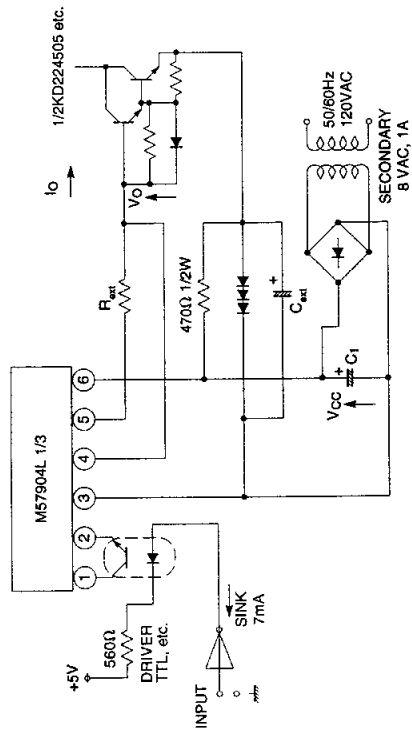 M57904L 1/3
1
2
3
4
5
6
+5V
560Ω
DRIVER
TTL, etc.
INPUT
SINK
7mA
Rext
470Ω 1/2W
Cext
+
VCC
+
C1
IO
VO
1/2KD224505 etc.
50/60Hz
120VAC
SECONDARY
8 VAC, 1A